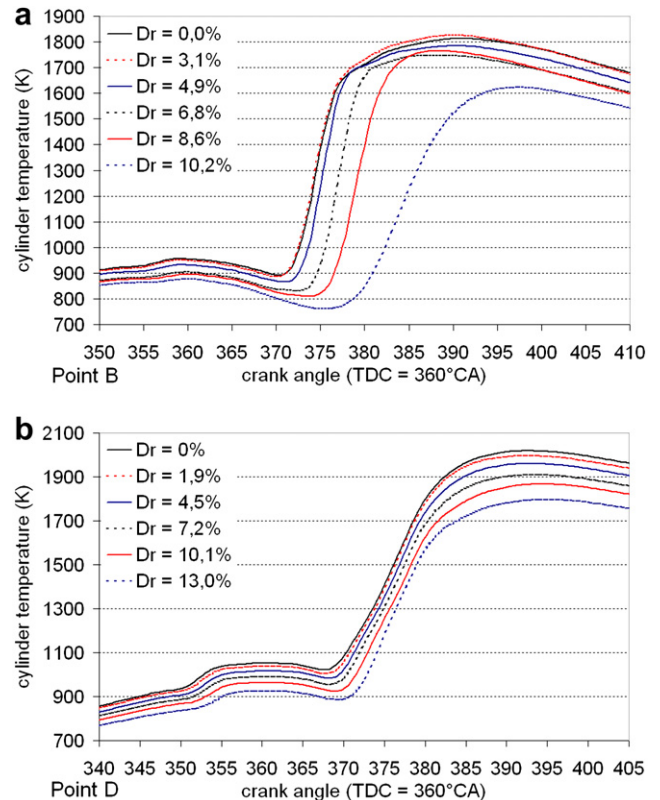 a
cylinder temperature (K)
1900
1800
1700
1600
1500
1400
1300
1200
1100
1000
900
800
700
Dr = 0,0%
Dr = 3,1%
Dr = 4,9%
Dr = 6,8%
Dr = 8,6%
Dr = 10,2%
350 355 360 365 370 375 380 385 390 395 400 405 410
Point B crank angle (TDC = 360°CA)
b
cylinder temperature (K)
2100
1900
1700
1500
1300
1100
900
700
Dr = 0%
Dr = 1,9%
Dr = 4,5%
Dr = 7,2%
Dr = 10,1%
Dr = 13,0%
340 345 350 355 360 365 370 375 380 385 390 395 400 405
Point D crank angle (TDC = 360°CA)